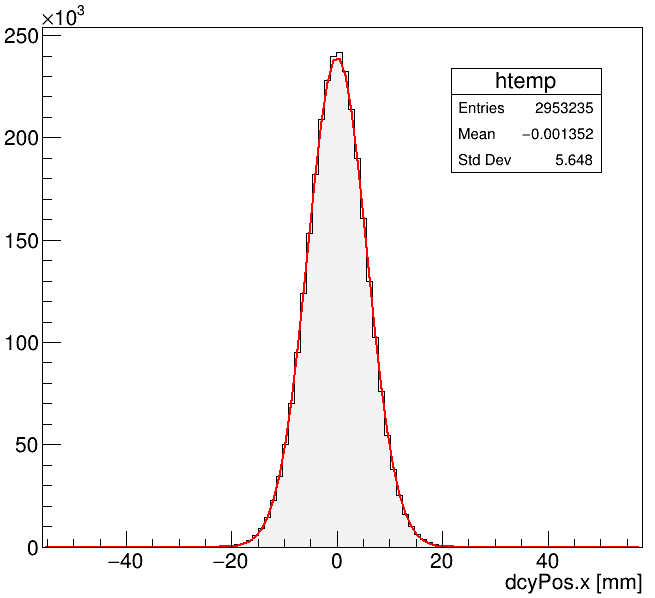 ×10³
250
200
150
100
50
0
htemp
Entries 2953235
Mean −0.001352
Std Dev 5.648
−40 −20 0 20 40
dcyPos.x [mm]